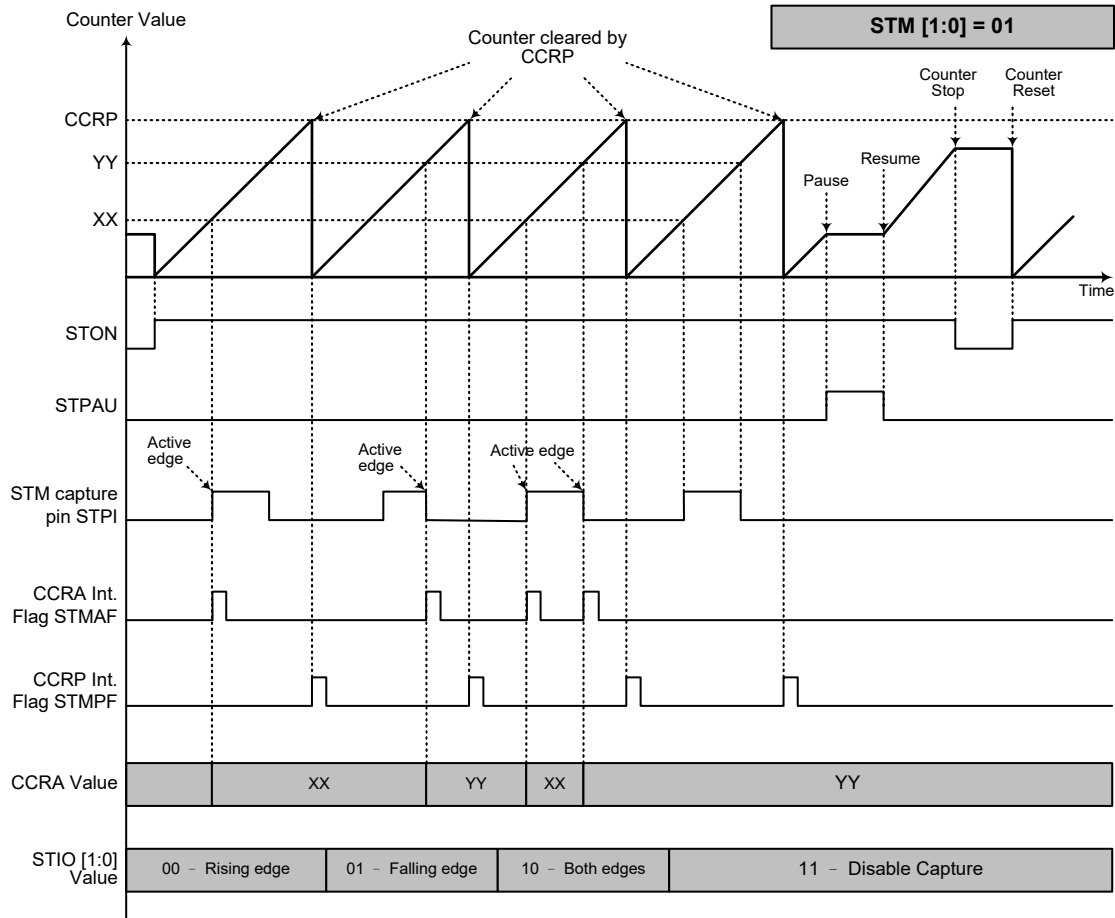 Counter Value
STM [1:0] = 01
Counter cleared by
CCRP
Counter
Stop
Counter
Reset
CCRP
YY
XX
Pause
Resume
Time
STON
STPAU
Active
edge
Active
edge
Active edge
STM capture
pin STPI
CCRA Int.
Flag STMAF
CCRP Int.
Flag STMPF
CCRA Value
XX
YY
XX
YY
STIO [1:0]
Value
00 – Rising edge
01 – Falling edge
10 – Both edges
11 – Disable Capture